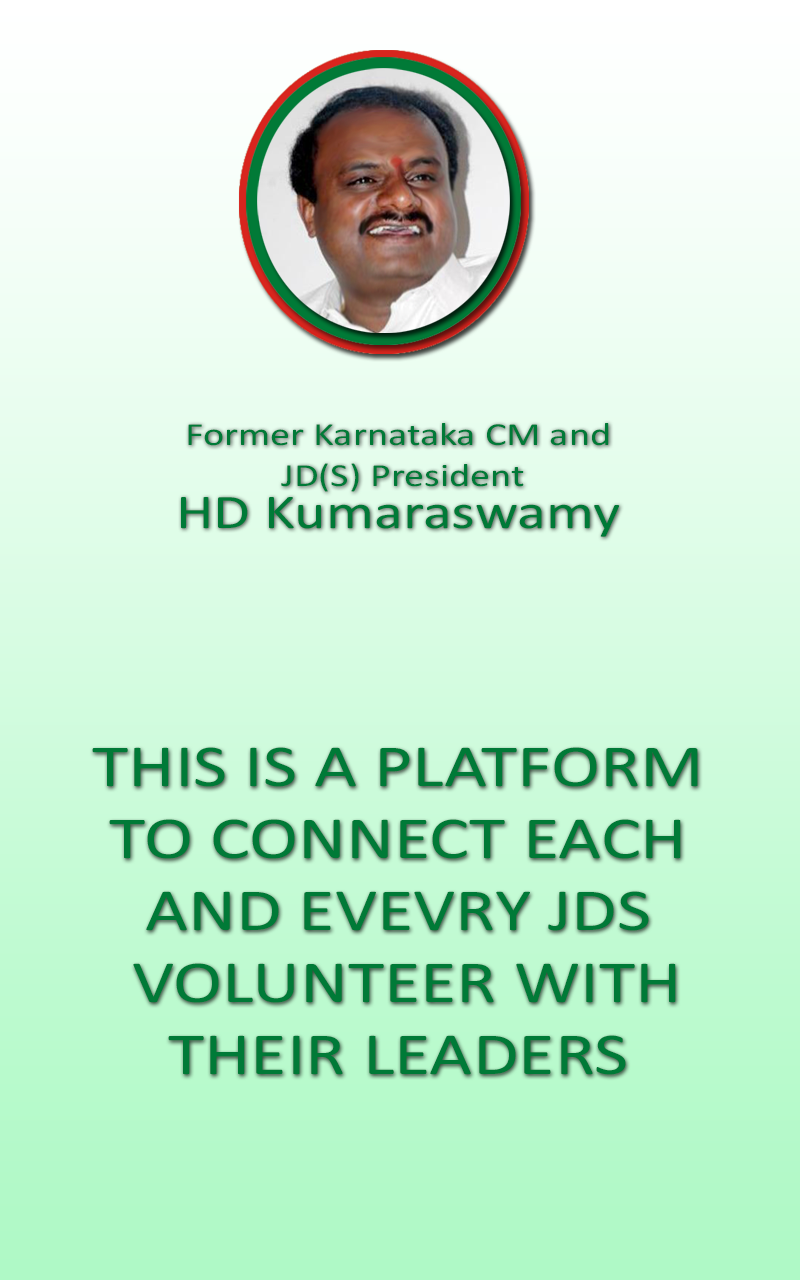 Former Karnataka CM and
JD(S) President
HD Kumaraswamy
THIS IS A PLATFORM
TO CONNECT EACH
AND EVEVRY JDS
VOLUNTEER WITH
THEIR LEADERS